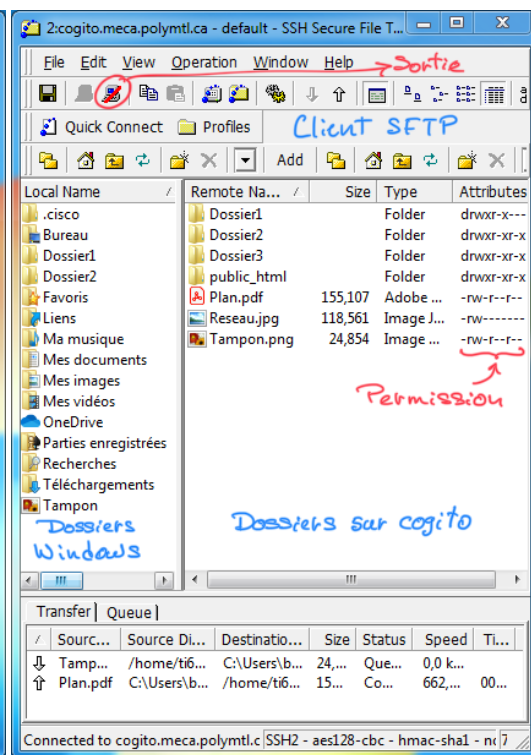 2:cogito.meca.polymtl.ca - default - SSH Secure File T...
File Edit View Operation Window Help
Sortie
Quick Connect Profiles
Client SFTP
Add
Local Name
Remote Na... Size Type Attributes
.cisco
Bureau
Dossier1
Dossier2
Favoris
Liens
Ma musique
Mes documents
Mes images
Mes vidéos
OneDrive
Parties enregistrées
Recherches
Téléchargements
Tampon
Dossiers
Windows
Dossier1 Folder drwxr-x---
Dossier2 Folder drwxr-xr-x
Dossier3 Folder drwxr-xr-x
public_html Folder drwxr-xr-x
Plan.pdf 155,107 Adobe ... -rw-r--r--
Reseau.jpg 118,561 Image J... -rw-------
Tampon.png 24,854 Image ... -rw-r--r--
Permission
Dossiers sur cogito
Transfer Queue
/ Sourc... Source Di... Destinatio... Size Status Speed Ti...
Tamp... /home/ti6... C:\Users\b... 24,... Que... 0,0 k...
Plan.pdf C:\Users\b... /home/ti6... 15... Co... 662,... 00...
Connected to cogito.meca.polymtl.c SSH2 - aes128-cbc - hmac-sha1 - nc 7